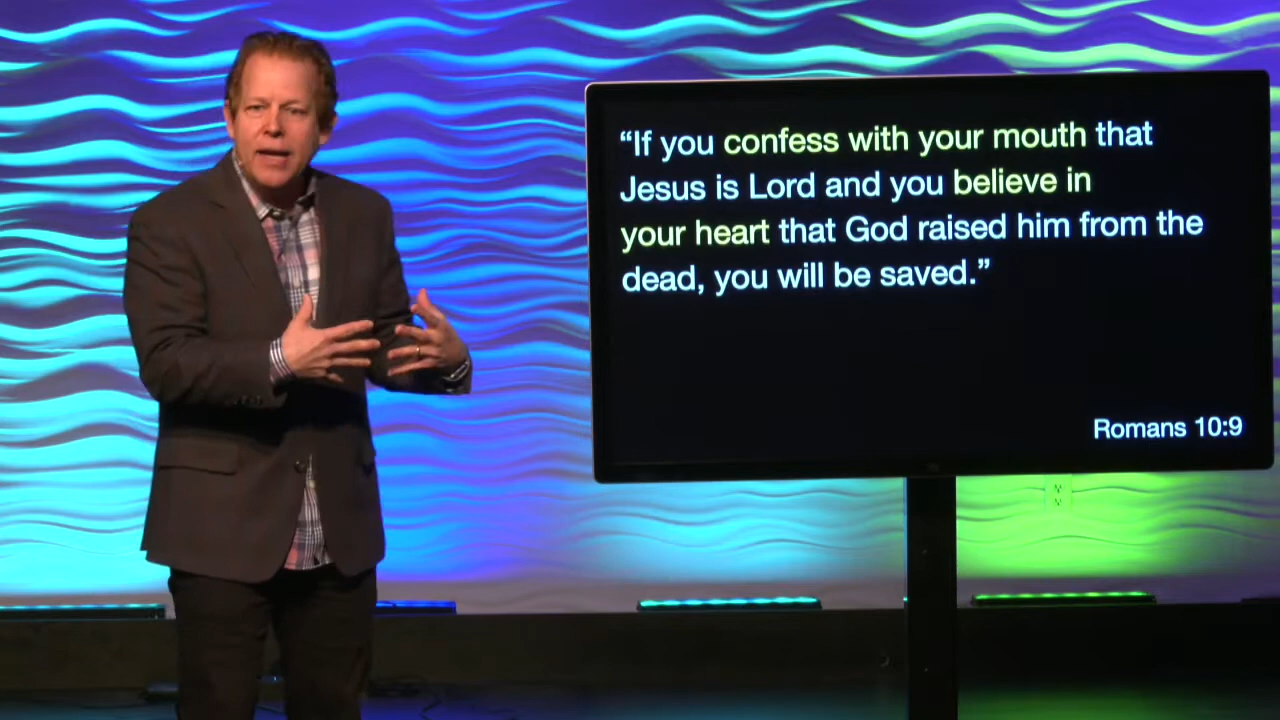 “If you confess with your mouth that
Jesus is Lord and you believe in
your heart that God raised him from the
dead, you will be saved.”
Romans 10:9